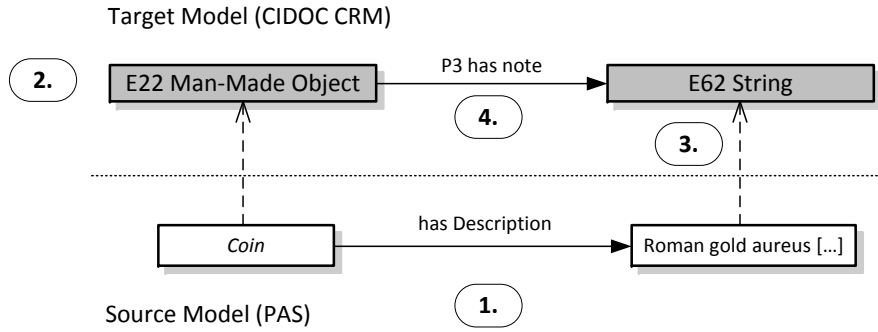 Target Model (CIDOC CRM)
2.
E22 Man-Made Object
P3 has note
E62 String
4.
3.
Coin
has Description
Roman gold aureus [...]
1.
Source Model (PAS)